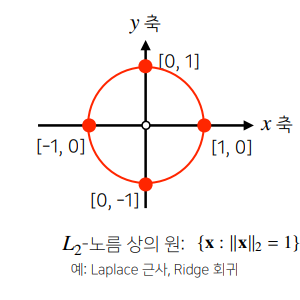 y 축
[0, 1]
x 축
[-1, 0]
[1, 0]
[0, -1]
L₂-노름 상의 원: {𝐱 : ‖𝐱‖₂ = 1}
예: Laplace 근사, Ridge 회귀